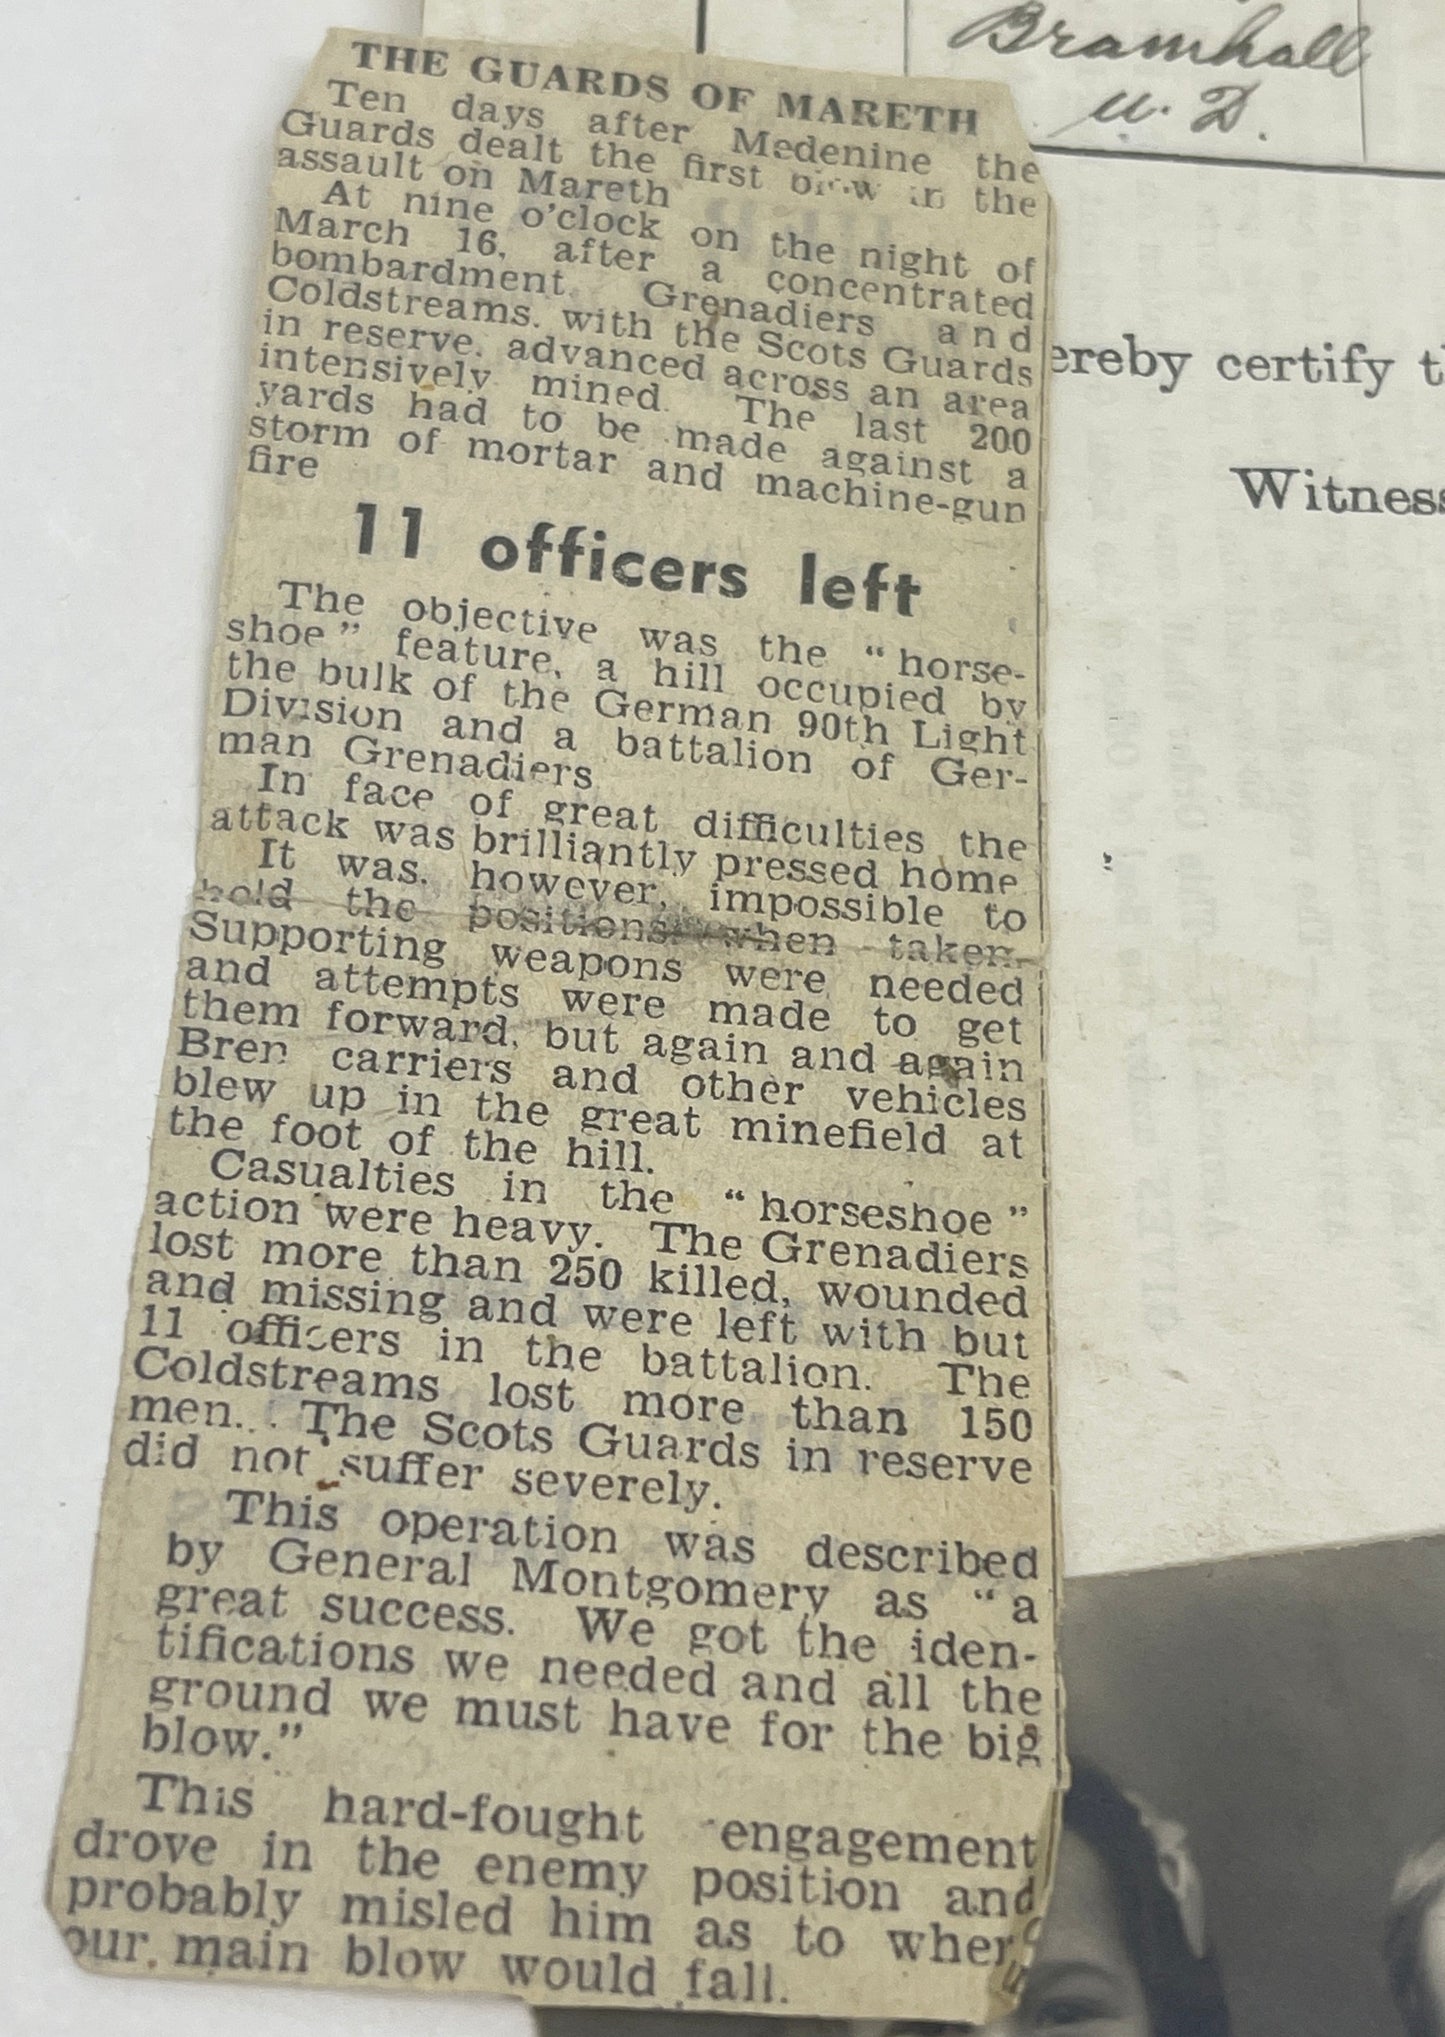 THE GUARDS OF MARETH
Ten days after Medenine the
Guards dealt the first blow in the
assault on Mareth
At nine o'clock on the night of
March 16, after a concentrated
bombardment, Grenadiers and
Coldstreams, with the Scots Guards
in reserve, advanced across an area
intensively mined. The last 200
yards had to be made against a
storm of mortar and machine-gun
fire
11 officers left
The objective was the "horse-
shoe" feature, a hill occupied by
the bulk of the German 90th Light
Division and a battalion of Ger-
man Grenadiers
In face of great difficulties the
attack was brilliantly pressed home
It was, however, impossible to
hold the positions when taken.
Supporting weapons were needed
and attempts were made to get
them forward, but again and again
Bren carriers and other vehicles
blew up in the great minefield at
the foot of the hill.
Casualties in the "horseshoe"
action were heavy. The Grenadiers
lost more than 250 killed, wounded
and missing and were left with but
11 officers in the battalion. The
Coldstreams lost more than 150
men. The Scots Guards in reserve
did not suffer severely.
This operation was described
by General Montgomery as "a
great success. We got the iden-
tifications we needed and all the
ground we must have for the big
blow."
This hard-fought engagement
drove in the enemy position and
probably misled him as to where
our main blow would fall.
Bramhall
U. D.
ereby certify t
Witness